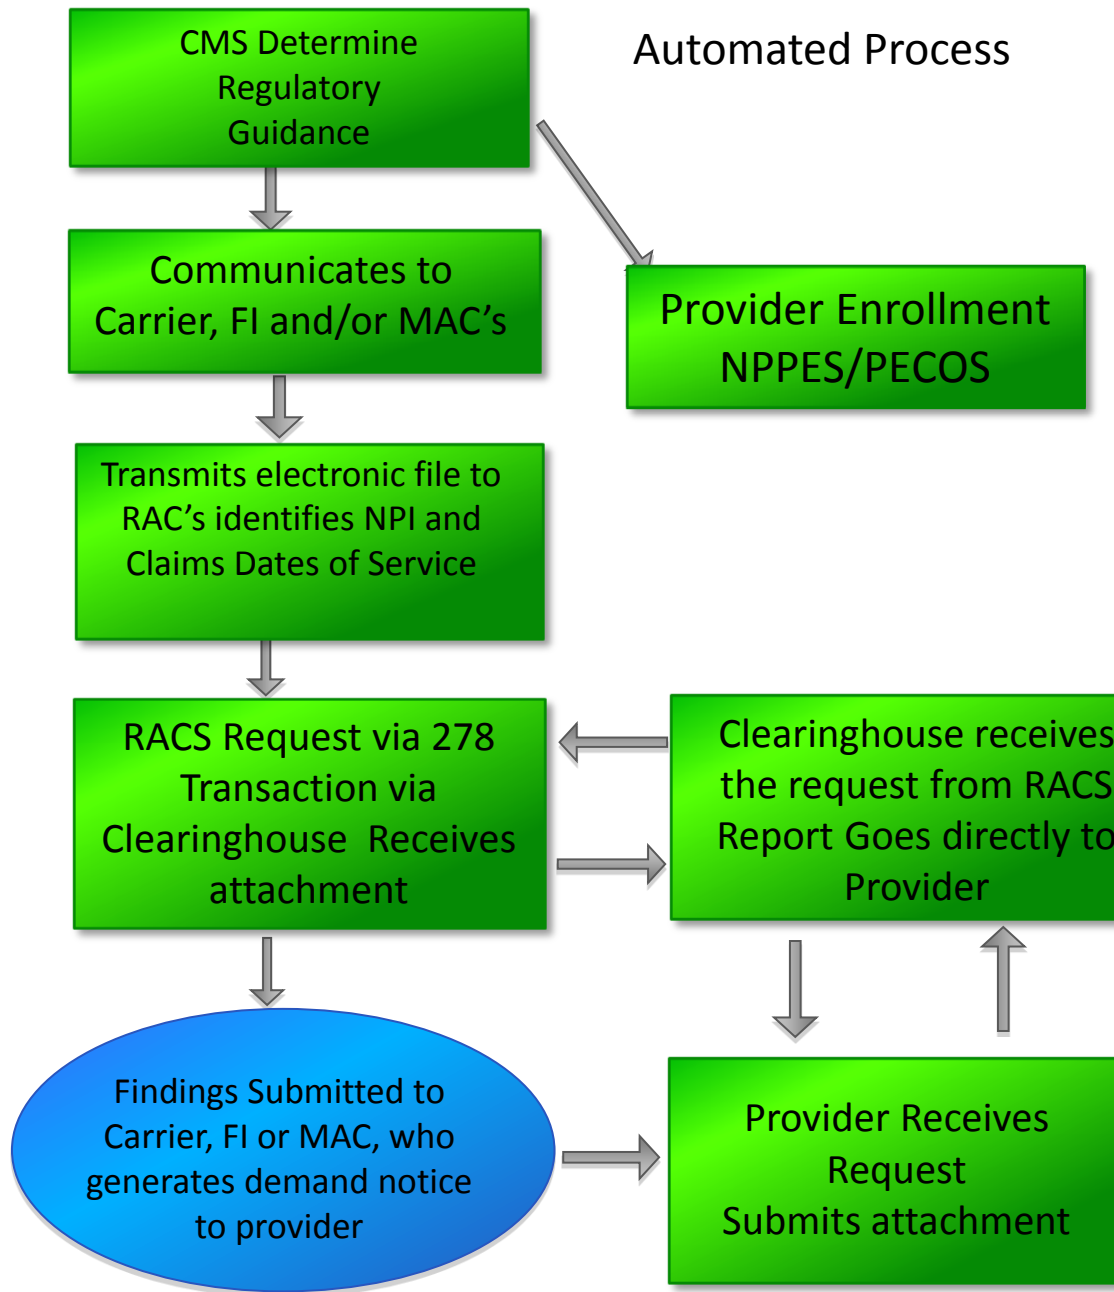 CMS Determine
Regulatory
Guidance
Automated Process
Communicates to
Carrier, FI and/or MAC's
Provider Enrollment
NPPES/PECOS
Transmits electronic file to
RAC’s identifies NPI and
Claims Dates of Service
RACS Request via 278
Transaction via
Clearinghouse Receives
attachment
Clearinghouse receives
the request from RACS
Report Goes directly to
Provider
Findings Submitted to
Carrier, FI or MAC, who
generates demand notice
to provider
Provider Receives
Request
Submits attachment